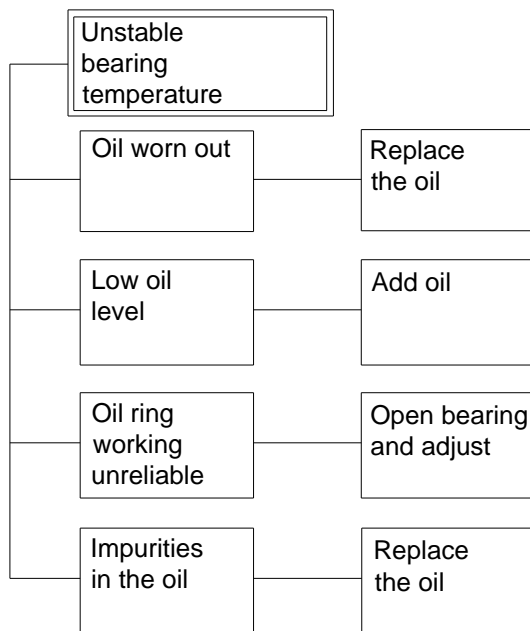 Unstable
bearing
temperature
Oil worn out
Replace
the oil
Low oil
level
Add oil
Oil ring
working
unreliable
Open bearing
and adjust
Impurities
in the oil
Replace
the oil